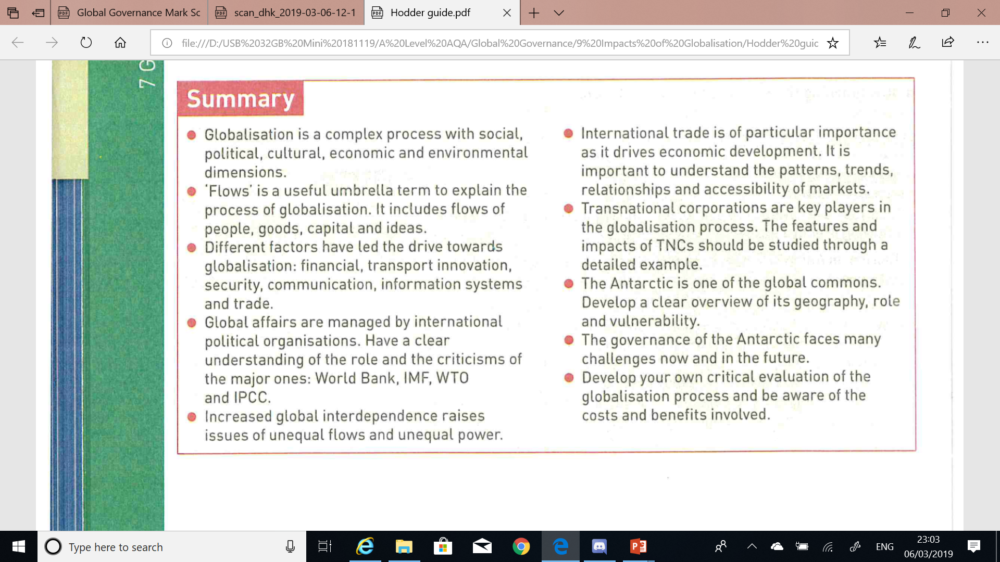 Global Governance Mark Sc
scan_dhk_2019-03-06-12-1
Hodder guide.pdf
file:///D:/USB%2032GB%20Mini%20181119/A%20Level%20AQA/Global%20Governance/9%20Impacts%20of%20Globalisation/Hodder%20guid
7 G
Summary
Globalisation is a complex process with social,
political, cultural, economic and environmental
dimensions.
‘Flows’ is a useful umbrella term to explain the
process of globalisation. It includes flows of
people, goods, capital and ideas.
Different factors have led the drive towards
globalisation: financial, transport innovation,
security, communication, information systems
and trade.
Global affairs are managed by international
political organisations. Have a clear
understanding of the role and the criticisms of
the major ones: World Bank, IMF, WTO
and IPCC.
Increased global interdependence raises
issues of unequal flows and unequal power.
International trade is of particular importance
as it drives economic development. It is
important to understand the patterns, trends,
relationships and accessibility of markets.
Transnational corporations are key players in
the globalisation process. The features and
impacts of TNCs should be studied through a
detailed example.
The Antarctic is one of the global commons.
Develop a clear overview of its geography, role
and vulnerability.
The governance of the Antarctic faces many
challenges now and in the future.
Develop your own critical evaluation of the
globalisation process and be aware of the
costs and benefits involved.
Type here to search
ENG
23:03
06/03/2019